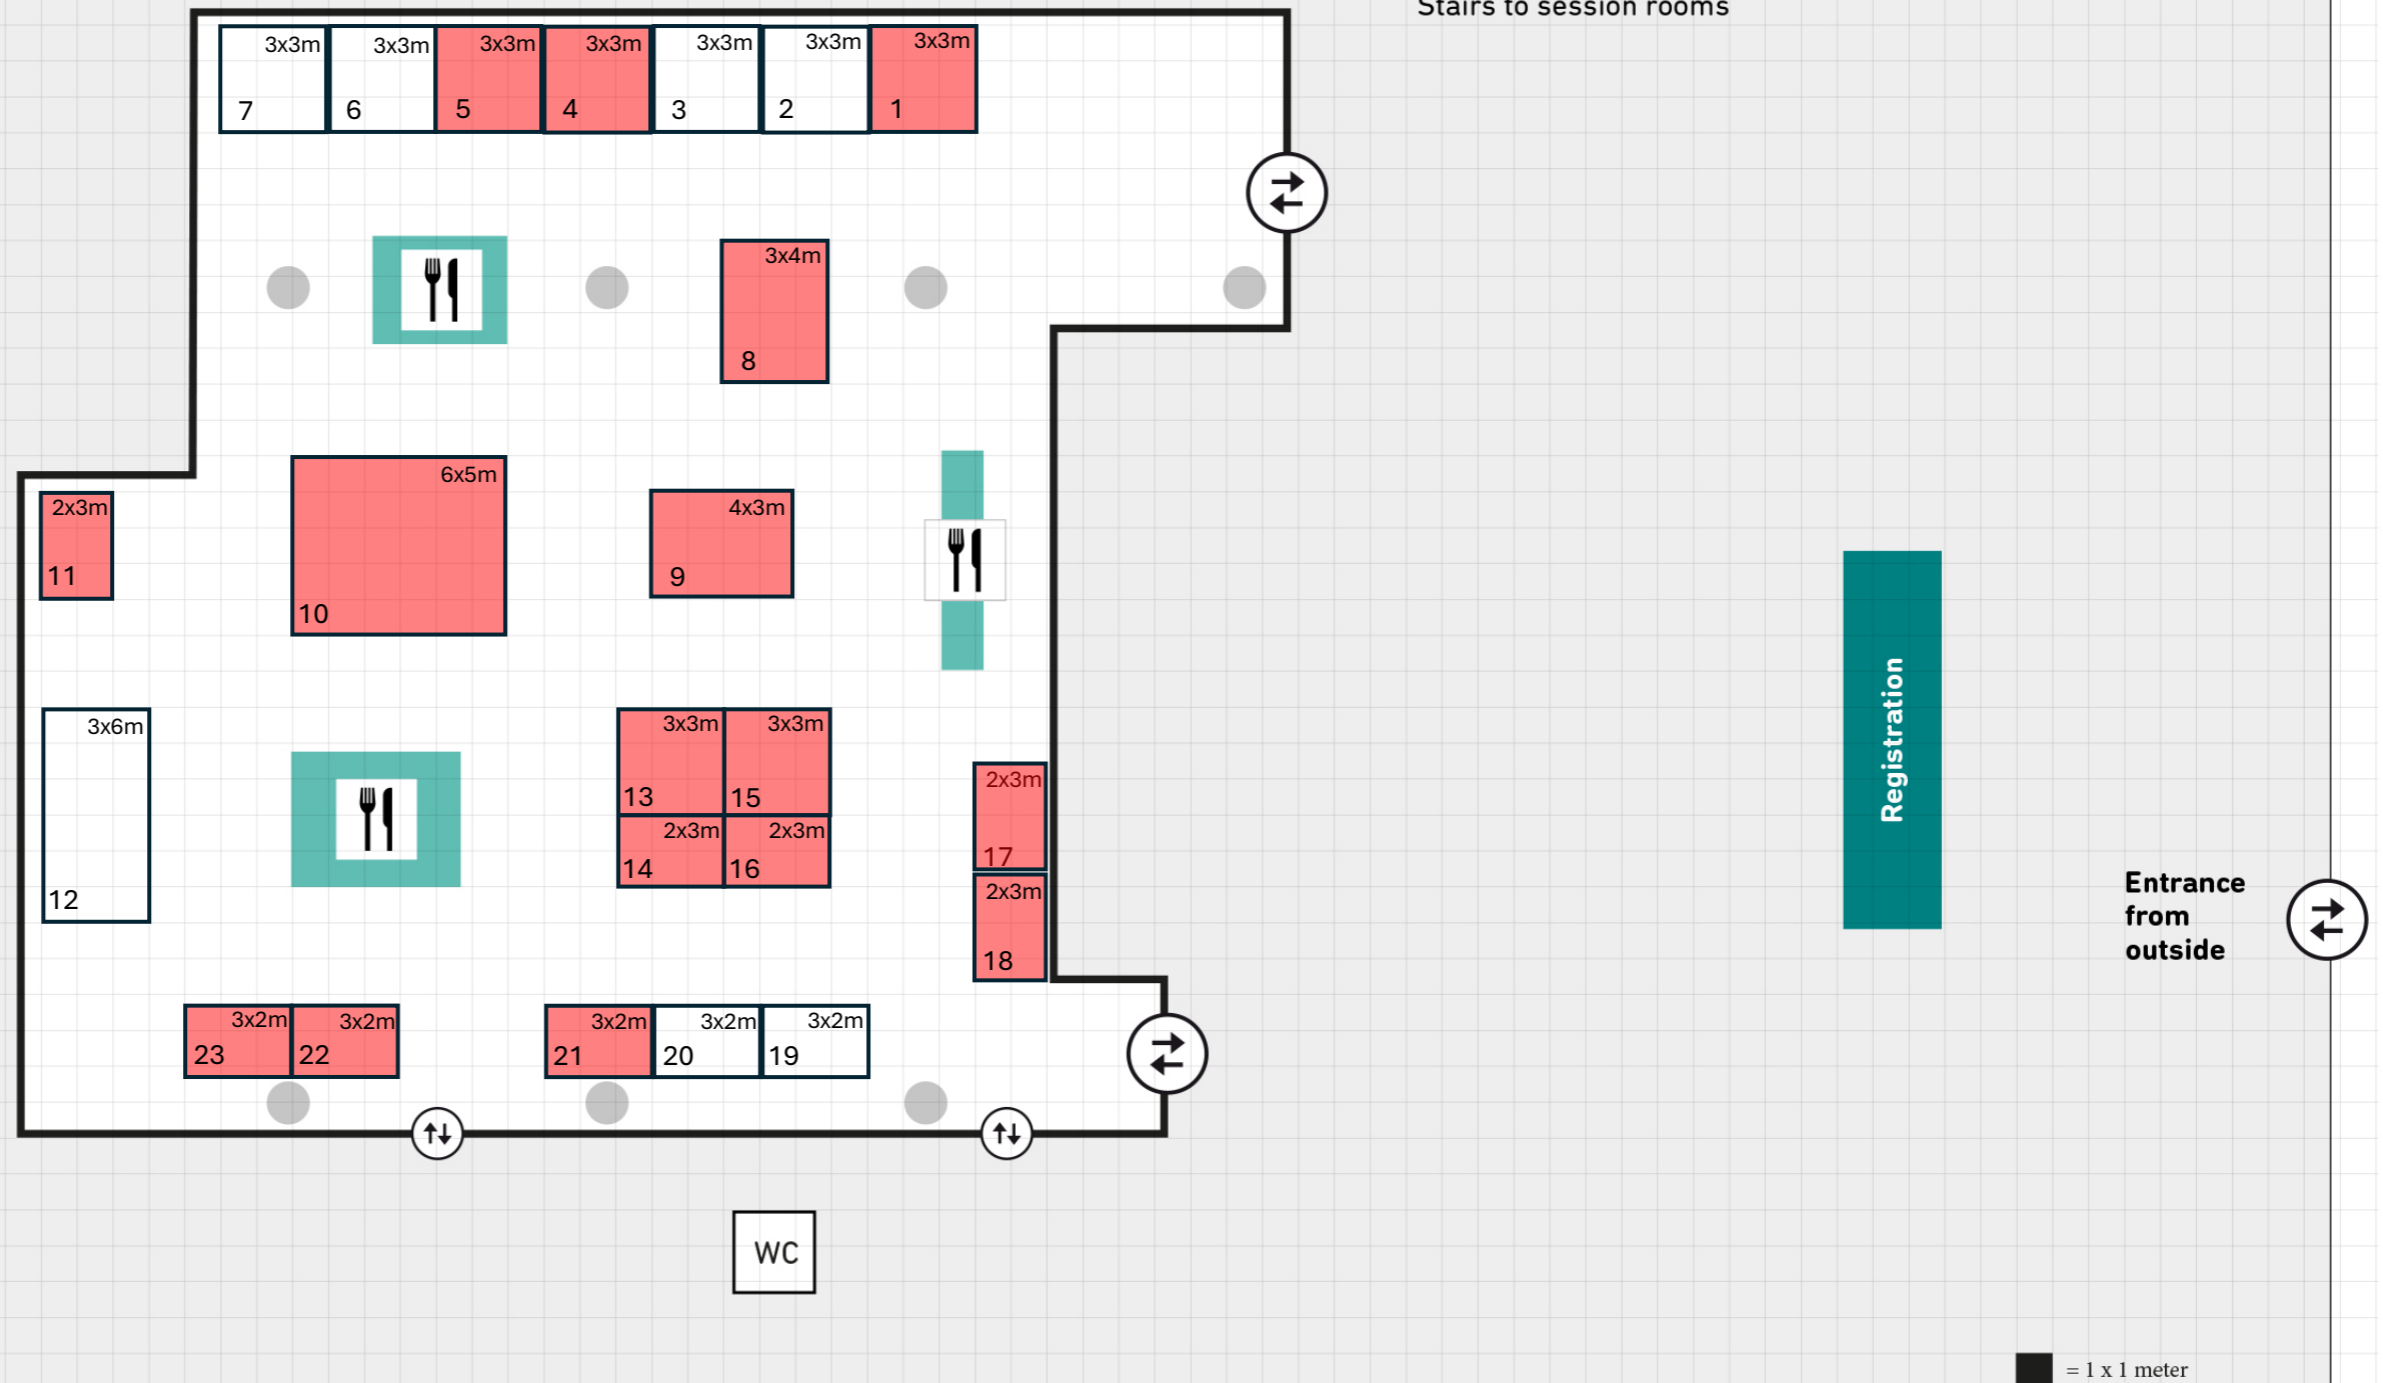 Stairs to session rooms
3x3m
3x3m
3x3m
3x3m
3x3m
3x3m
3x3m
7
6
5
4
3
2
1
3x4m
8
6x5m
10
2x3m
11
4x3m
9
3x6m
12
3x3m
3x3m
13
15
2x3m
2x3m
14
16
2x3m
17
2x3m
18
Registration
Entrance
from
outside
3x2m
3x2m
3x2m
3x2m
3x2m
23
22
21
20
19
WC
= 1 x 1 meter